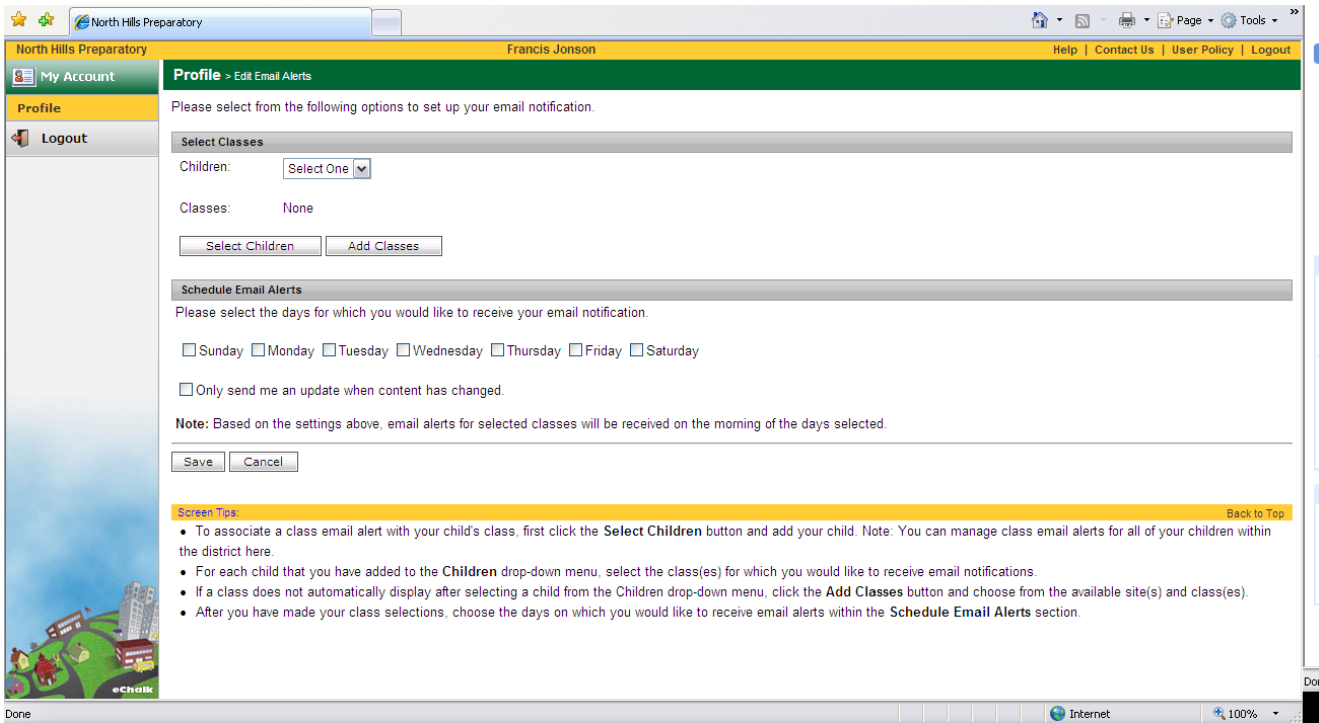 North Hills Preparatory
Page
Tools
»
North Hills Preparatory Francis Jonson Help | Contact Us | User Policy | Logout
My Account
Profile > Edit Email Alerts
Profile
Logout
Please select from the following options to set up your email notification.
Select Classes
Children: Select One
Classes: None
Select Children Add Classes
Schedule Email Alerts
Please select the days for which you would like to receive your email notification.
Sunday Monday Tuesday Wednesday Thursday Friday Saturday
Only send me an update when content has changed.
Note: Based on the settings above, email alerts for selected classes will be received on the morning of the days selected.
Save Cancel
Screen Tips: Back to Top
• To associate a class email alert with your child's class, first click the Select Children button and add your child. Note: You can manage class email alerts for all of your children within
the district here.
• For each child that you have added to the Children drop-down menu, select the class(es) for which you would like to receive email notifications.
• If a class does not automatically display after selecting a child from the Children drop-down menu, click the Add Classes button and choose from the available site(s) and class(es).
• After you have made your class selections, choose the days on which you would like to receive email alerts within the Schedule Email Alerts section.
eChalk
Done Internet 100%